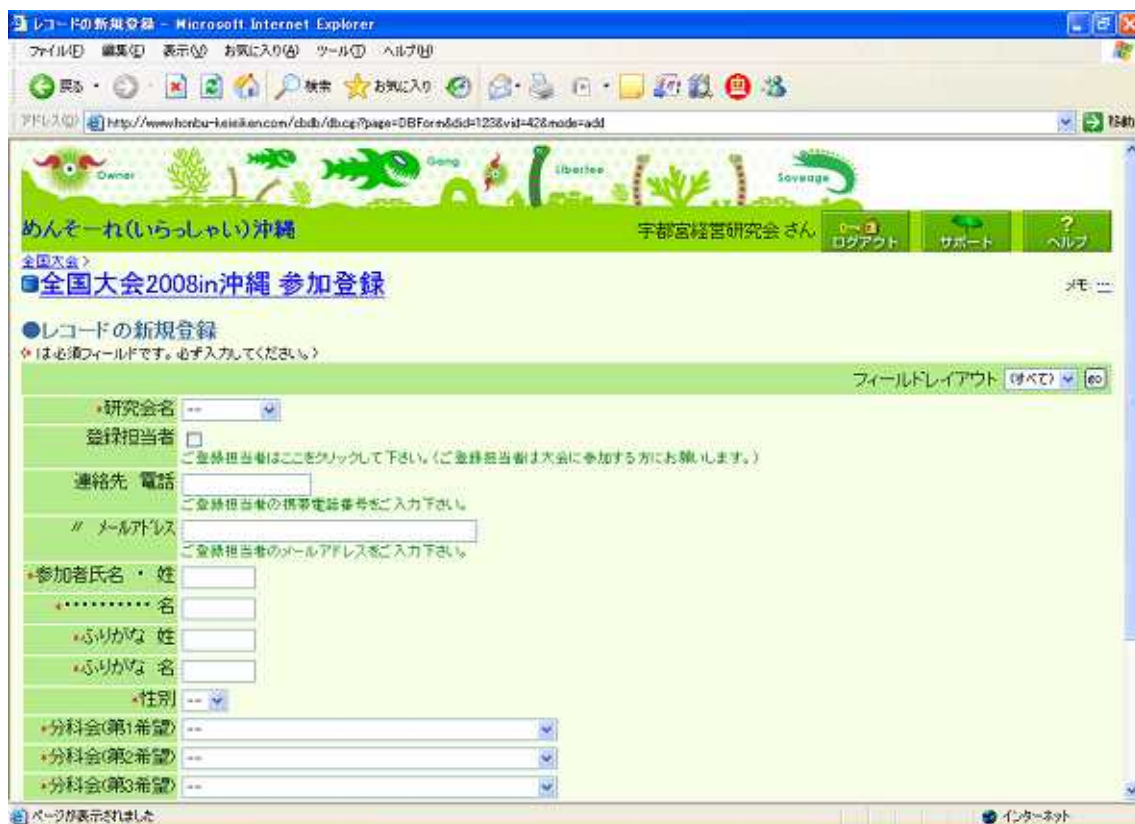 レコードの新規登録 - Microsoft Internet Explorer
ファイル(F) 編集(E) 表示(V) お気に入り(A) ツール(T) ヘルプ(H)
戻る 検索 お気に入り
アドレス(D) http://www.honbu-keieiken.com/cbdb/db.cgi?page=DBForm&did=123&vid=42&mode=add 移動
Owner Gang Libertee Savage
めんそーれ(いらっしゃい)沖縄 宇都宮経営研究会 さん ログアウト サポート ? ヘルプ
全国大会>
全国大会2008in沖縄 参加登録 メモ: ...
●レコードの新規登録
(* は必須フィールドです。必ず入力してください。)
フィールドレイアウト (すべて) go
*研究会名 --
登録担当者
ご登録担当者はここをクリックして下さい。(ご登録担当者は大会に参加する方にお願いします。)
連絡先 電話
ご登録担当者の携帯電話番号をご入力下さい。
〃 メールアドレス
ご登録担当者のメールアドレスをご入力下さい。
*参加者氏名 ・ 姓
*・・・・・・・・・・ 名
*ふりがな 姓
*ふりがな 名
*性別 --
*分科会(第1希望) --
*分科会(第2希望) --
*分科会(第3希望) --
ページが表示されました インターネット